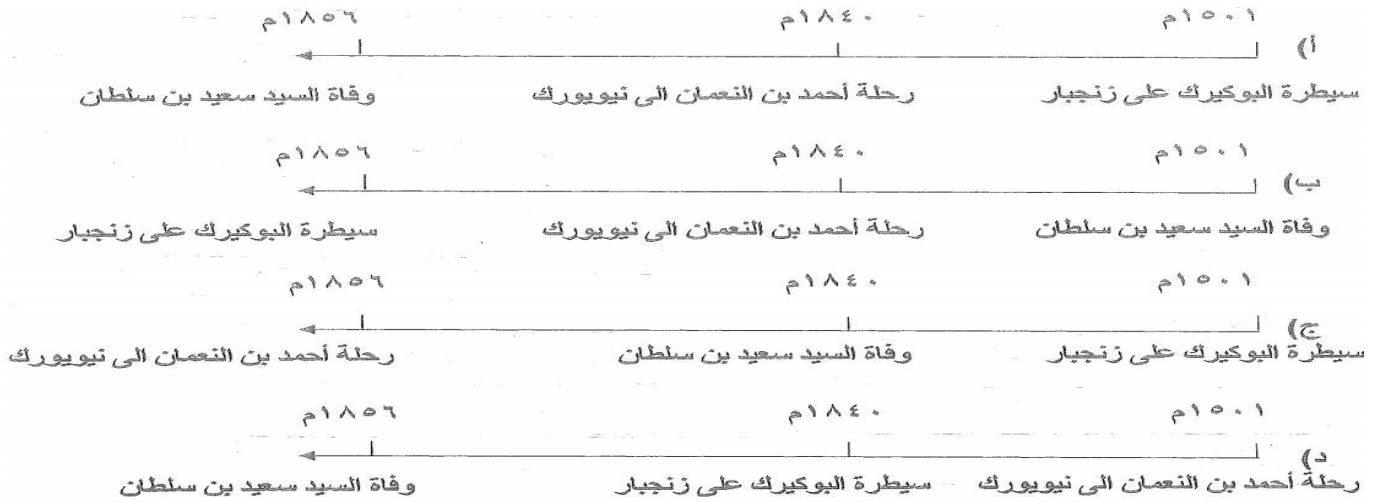 ١٥٠١م ١٨٤٠م ١٨٥٦م
أ)
سيطرة البوكيرك على زنجبار رحلة أحمد بن النعمان الى نيويورك وفاة السيد سعيد بن سلطان
١٥٠١م ١٨٤٠م ١٨٥٦م
ب)
وفاة السيد سعيد بن سلطان رحلة أحمد بن النعمان الى نيويورك سيطرة البوكيرك على زنجبار
١٥٠١م ١٨٤٠م ١٨٥٦م
ج)
سيطرة البوكيرك على زنجبار وفاة السيد سعيد بن سلطان رحلة أحمد بن النعمان الى نيويورك
١٥٠١م ١٨٤٠م ١٨٥٦م
د)
رحلة أحمد بن النعمان الى نيويورك سيطرة البوكيرك على زنجبار وفاة السيد سعيد بن سلطان